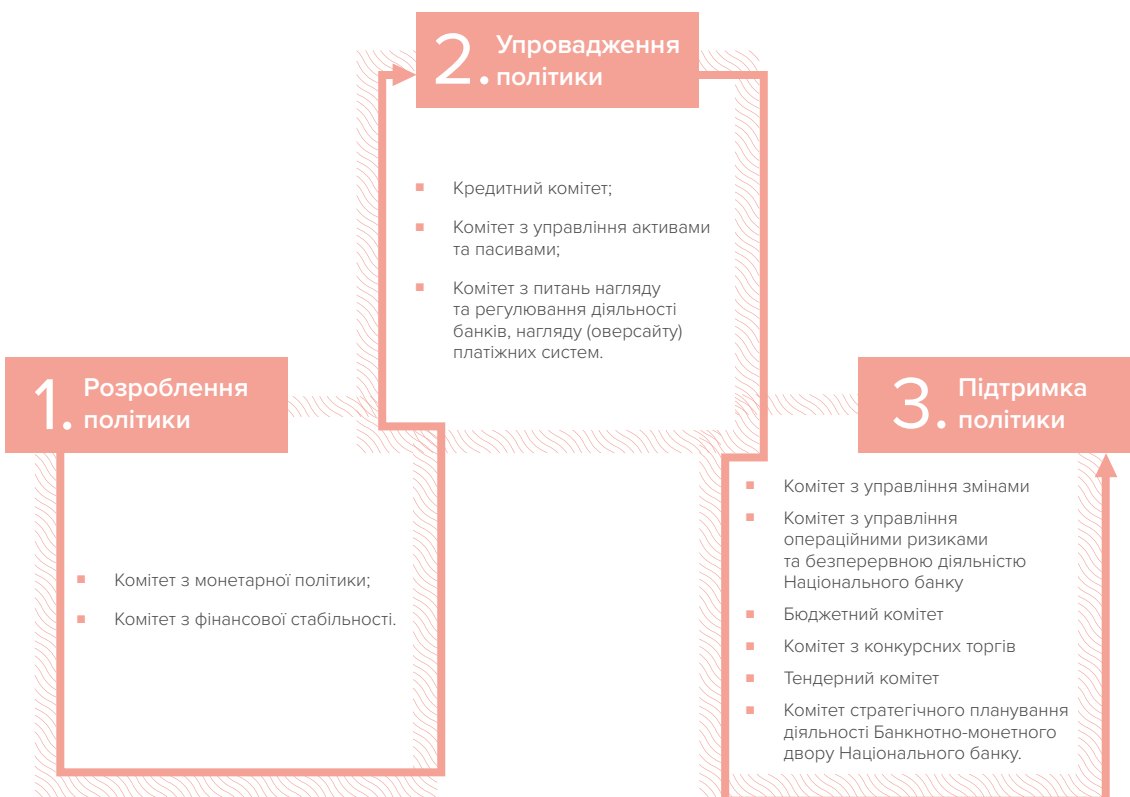 1. Розроблення
політики
Комітет з монетарної політики;
Комітет з фінансової стабільності.
2. Упровадження
політики
Кредитний комітет;
Комітет з управління активами
та пасивами;
Комітет з питань нагляду
та регулювання діяльності
банків, нагляду (оверсайту)
платіжних систем.
3. Підтримка
політики
Комітет з управління змінами
Комітет з управління
операційними ризиками
та безперервною діяльністю
Національного банку
Бюджетний комітет
Комітет з конкурсних торгів
Тендерний комітет
Комітет стратегічного планування
діяльності Банкнотно-монетного
двору Національного банку.